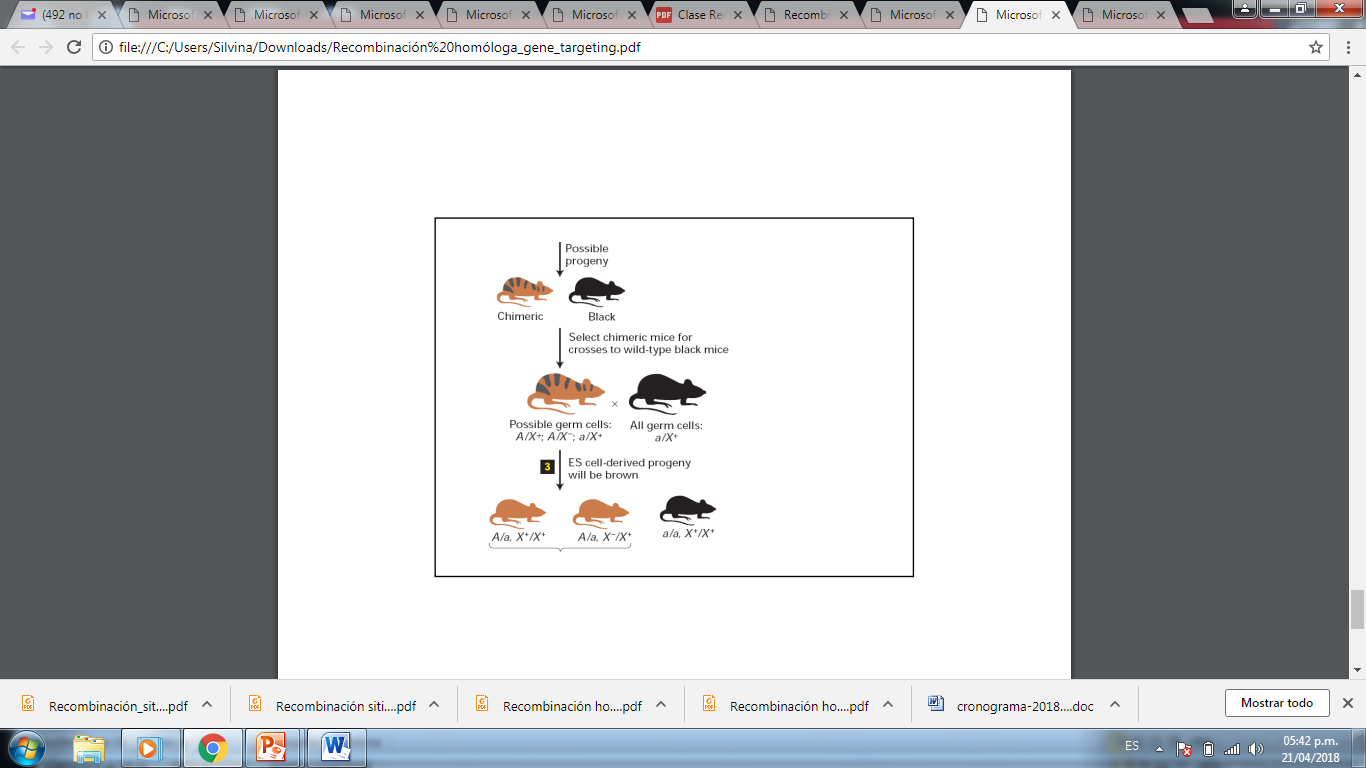 (492 no l
Microsof
Microsof
Microsof
Microsof
Microsof
PDF
Clase Re
Recomb
Microsof
Microsof
Microsof
file:///C:/Users/Silvina/Downloads/Recombinación%20homóloga_gene_targeting.pdf
Possible
progeny
Chimeric
Black
Select chimeric mice for
crosses to wild-type black mice
×
Possible germ cells:
A/X⁺; A/X⁻; a/X⁺
All germ cells:
a/X⁺
3
ES cell-derived progeny
will be brown
A/a, X⁺/X⁺
A/a, X⁻/X⁺
a/a, X⁺/X⁺
Recombinación_sit....pdf
Recombinación siti....pdf
Recombinación ho....pdf
Recombinación ho....pdf
cronograma-2018....doc
Mostrar todo
ES
05:42 p.m.
21/04/2018